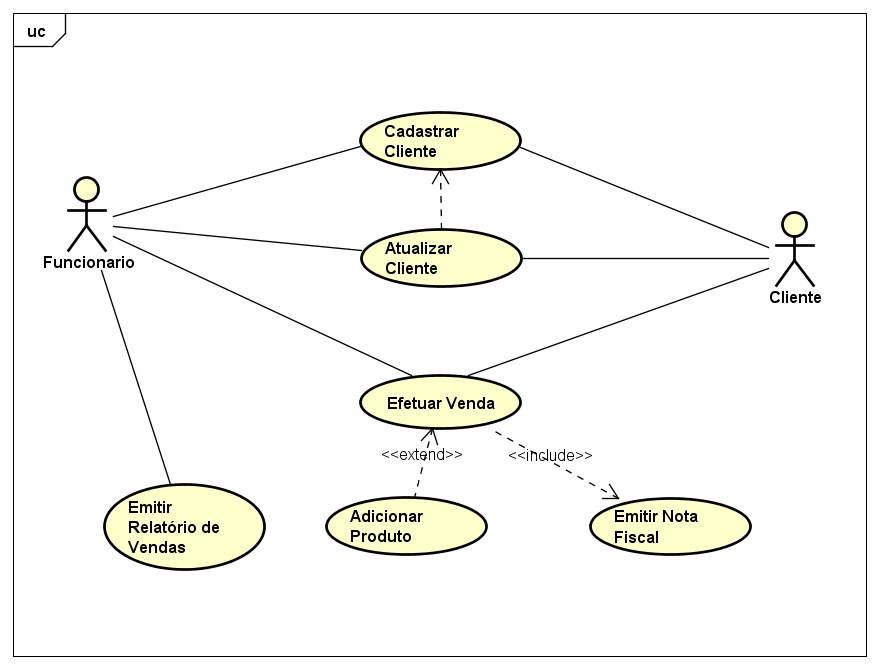 uc
Cadastrar
Cliente
Funcionario
Atualizar
Cliente
Cliente
Efetuar Venda
<<extend>>
<<include>>
Emitir
Relatório de
Vendas
Adicionar
Produto
Emitir Nota
Fiscal